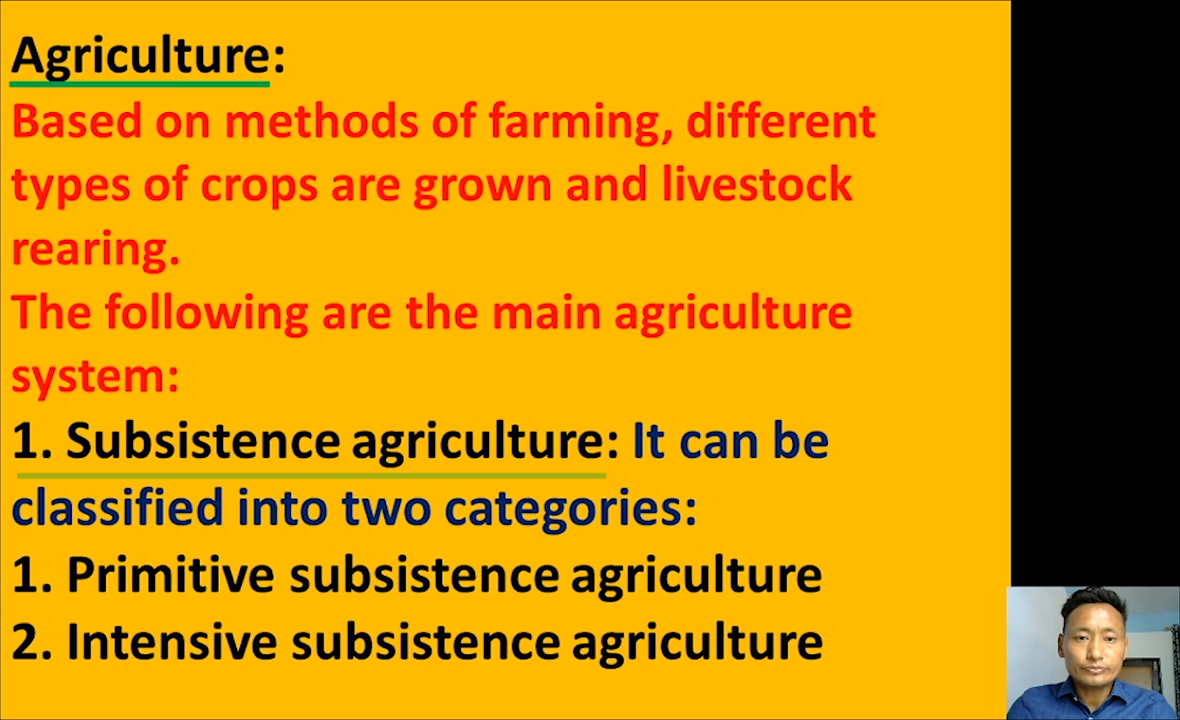 Agriculture:
Based on methods of farming, different
types of crops are grown and livestock
rearing.
The following are the main agriculture
system:
1. Subsistence agriculture: It can be
classified into two categories:
1. Primitive subsistence agriculture
2. Intensive subsistence agriculture